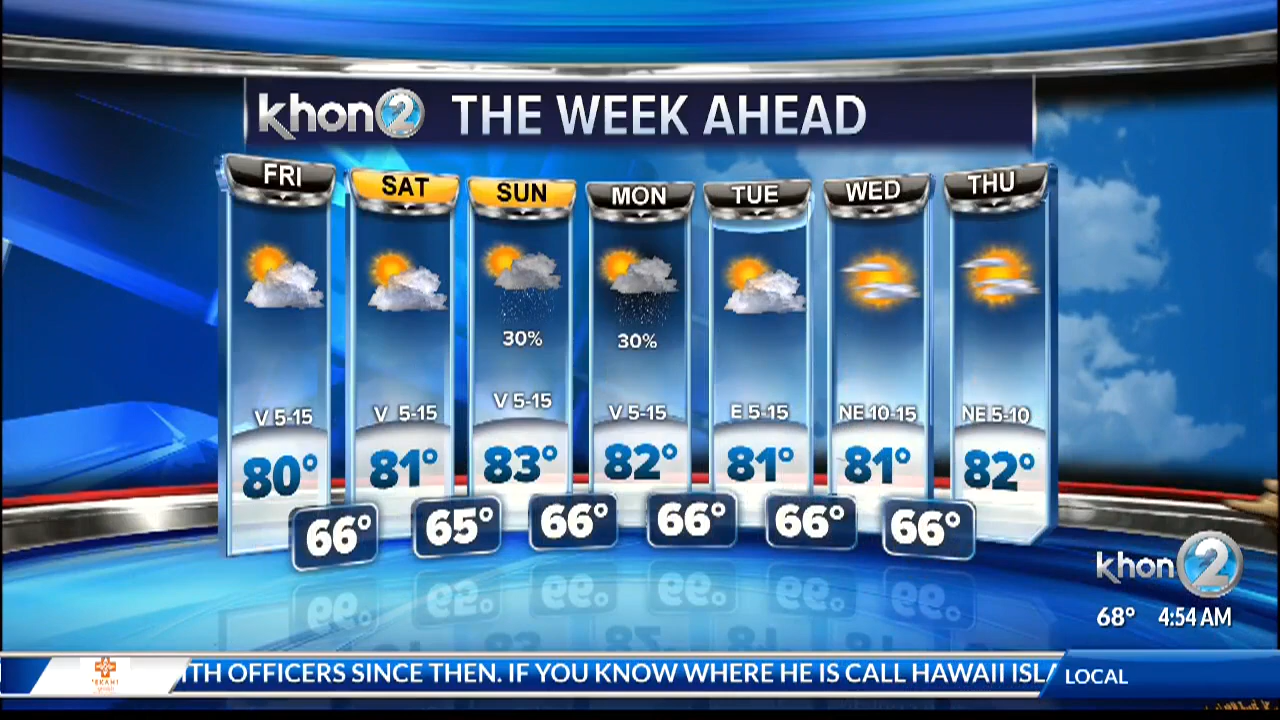 khon2 THE WEEK AHEAD
FRI SAT SUN MON TUE WED THU
30% 30%
V 5-15 V 5-15 V 5-15 V 5-15 E 5-15 NE 10-15 NE 5-10
80° 81° 83° 82° 81° 81° 82°
66° 65° 66° 66° 66° 66°
khon2
68° 4:54 AM
TH OFFICERS SINCE THEN. IF YOU KNOW WHERE HE IS CALL HAWAII ISL
LOCAL